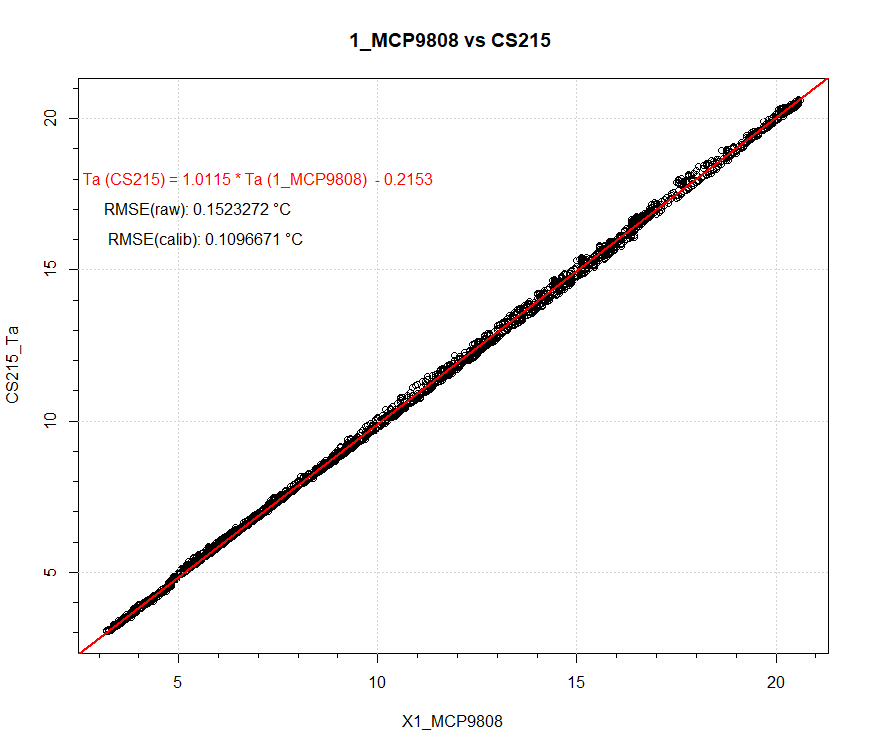 1_MCP9808 vs CS215
Ta (CS215) = 1.0115 * Ta (1_MCP9808)  - 0.2153
RMSE(raw): 0.1523272 °C
RMSE(calib): 0.1096671 °C
CS215_Ta
20
15
10
5
5 10 15 20
X1_MCP9808